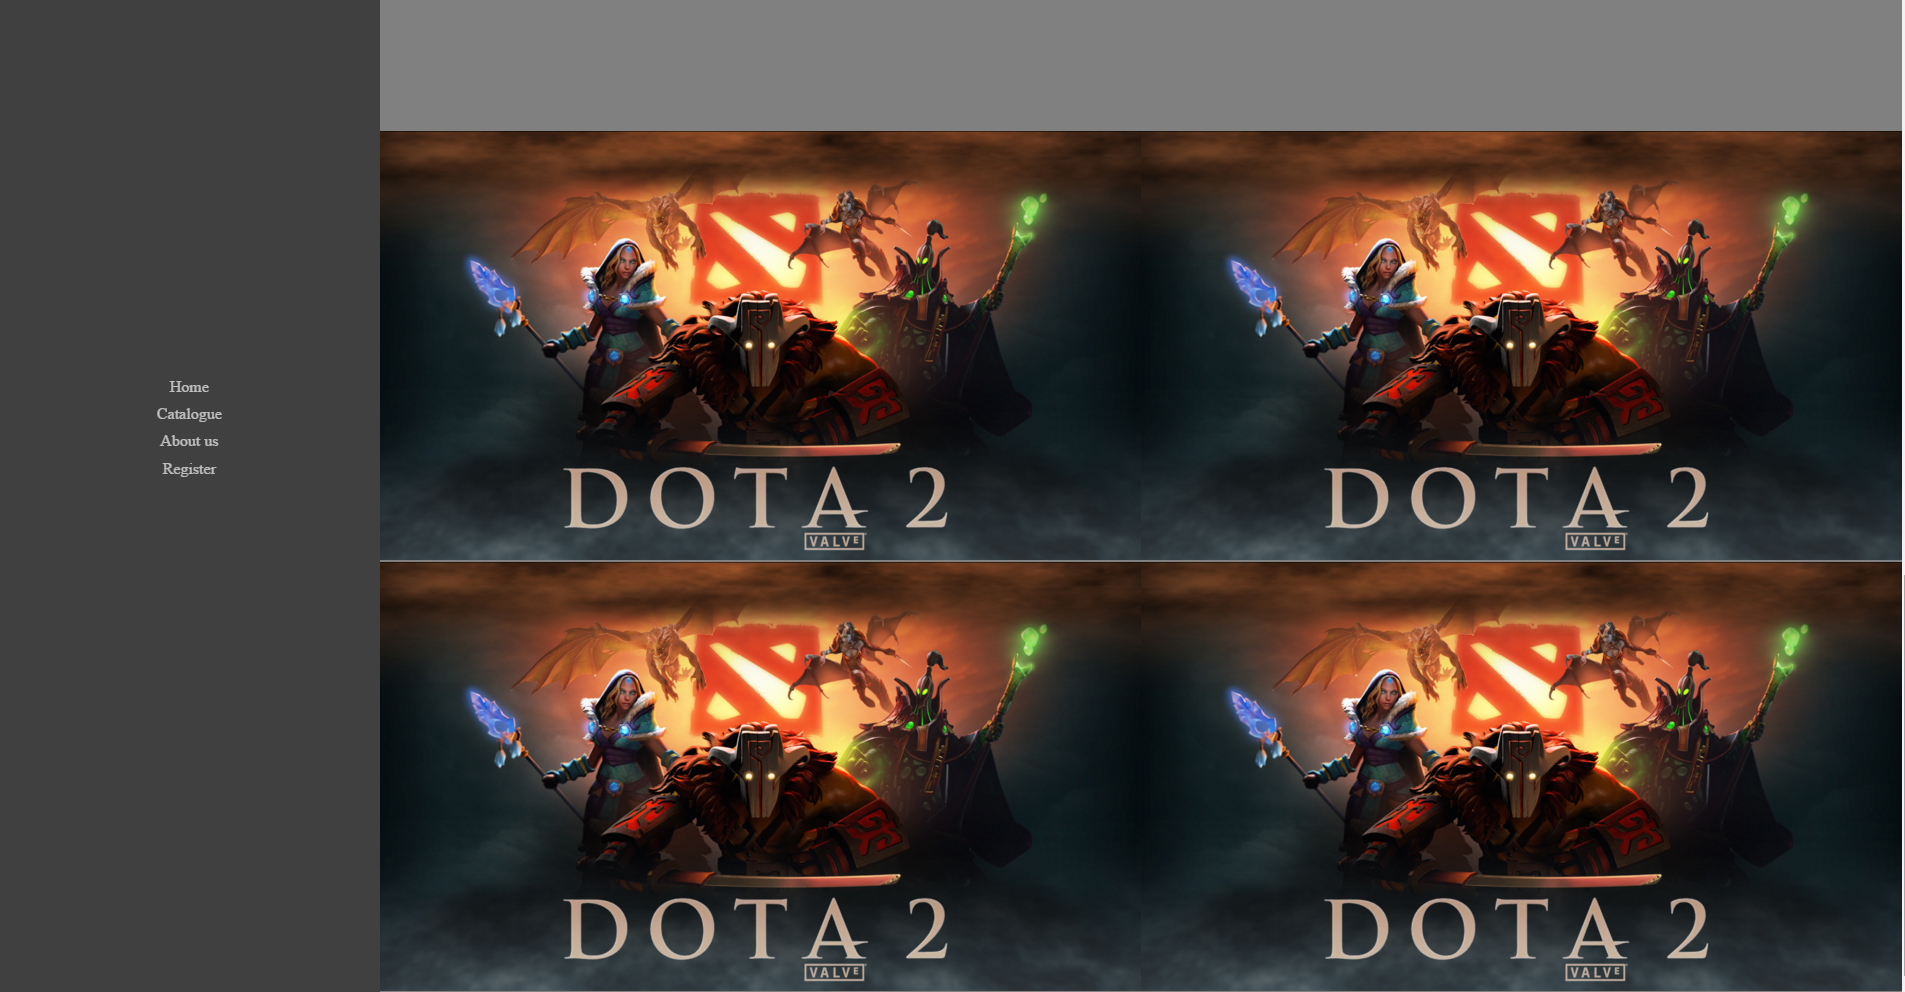 Home
Catalogue
About us
Register
DOTA 2
VALVE
DOTA 2
VALVE
DOTA 2
VALVE
DOTA 2
VALVE